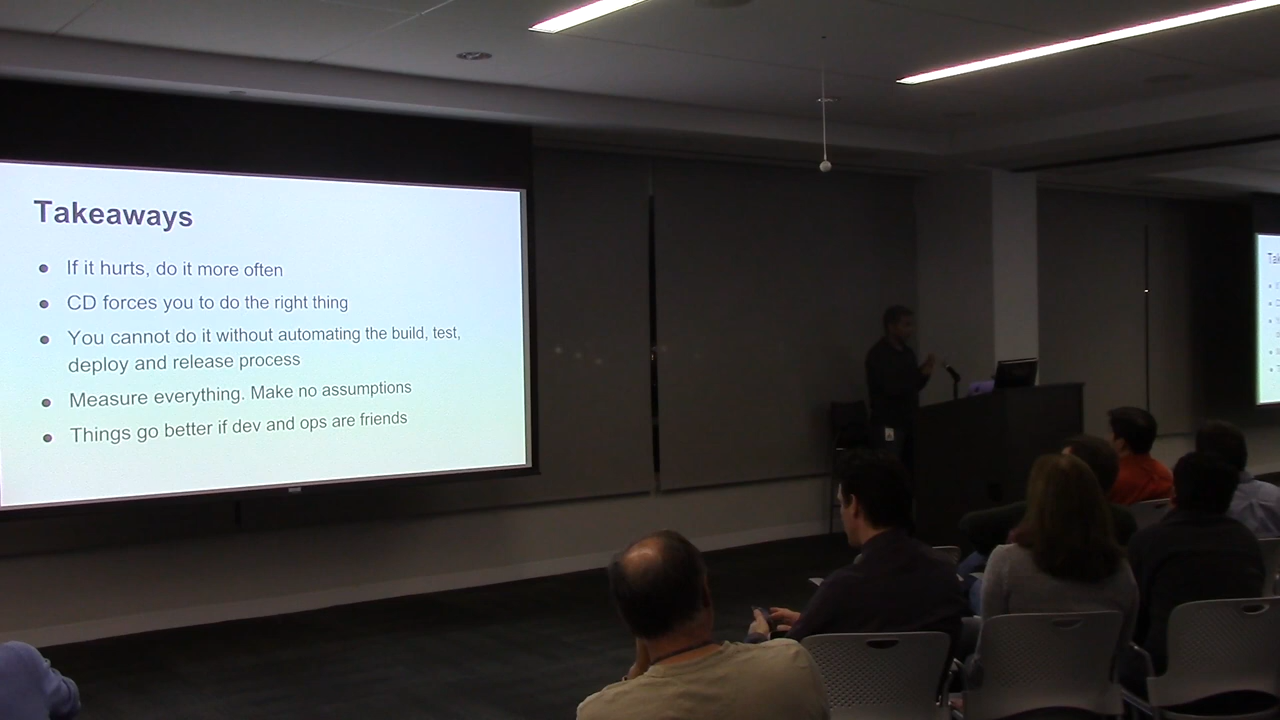 Takeaways
If it hurts, do it more often
CD forces you to do the right thing
You cannot do it without automating the build, test,
deploy and release process
Measure everything. Make no assumptions
Things go better if dev and ops are friends